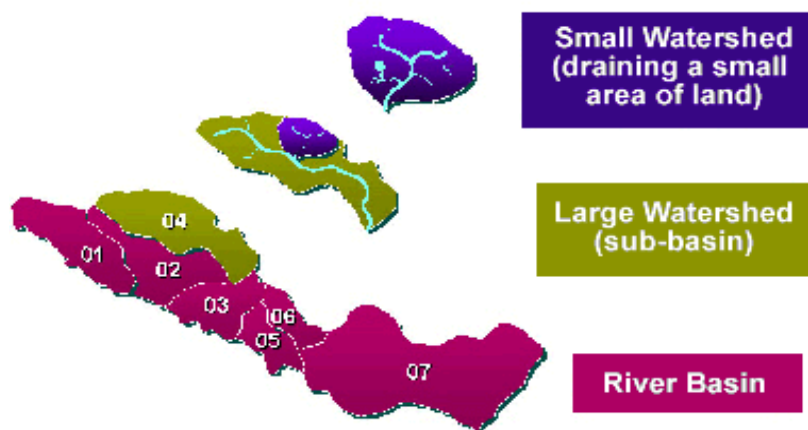 Small Watershed
(draining a small
area of land)
Large Watershed
(sub-basin)
River Basin
01
02
03
04
05
06
07